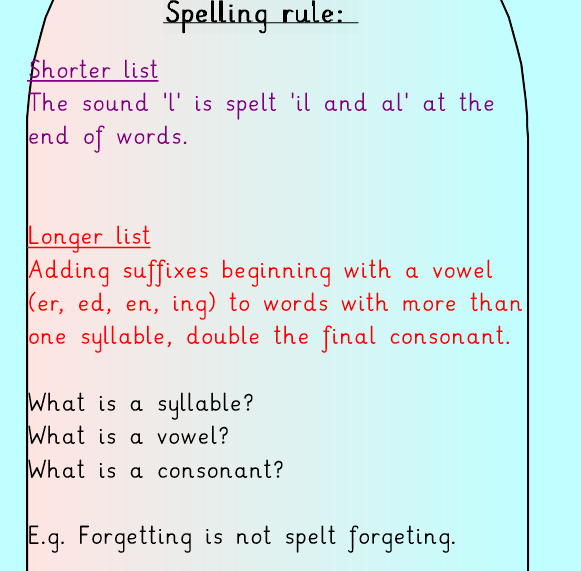 Spelling rule:
Shorter list
The sound 'l' is spelt 'il and al' at the
end of words.
Longer list
Adding suffixes beginning with a vowel
(er, ed, en, ing) to words with more than
one syllable, double the final consonant.
What is a syllable?
What is a vowel?
What is a consonant?
E.g. Forgetting is not spelt forgeting.